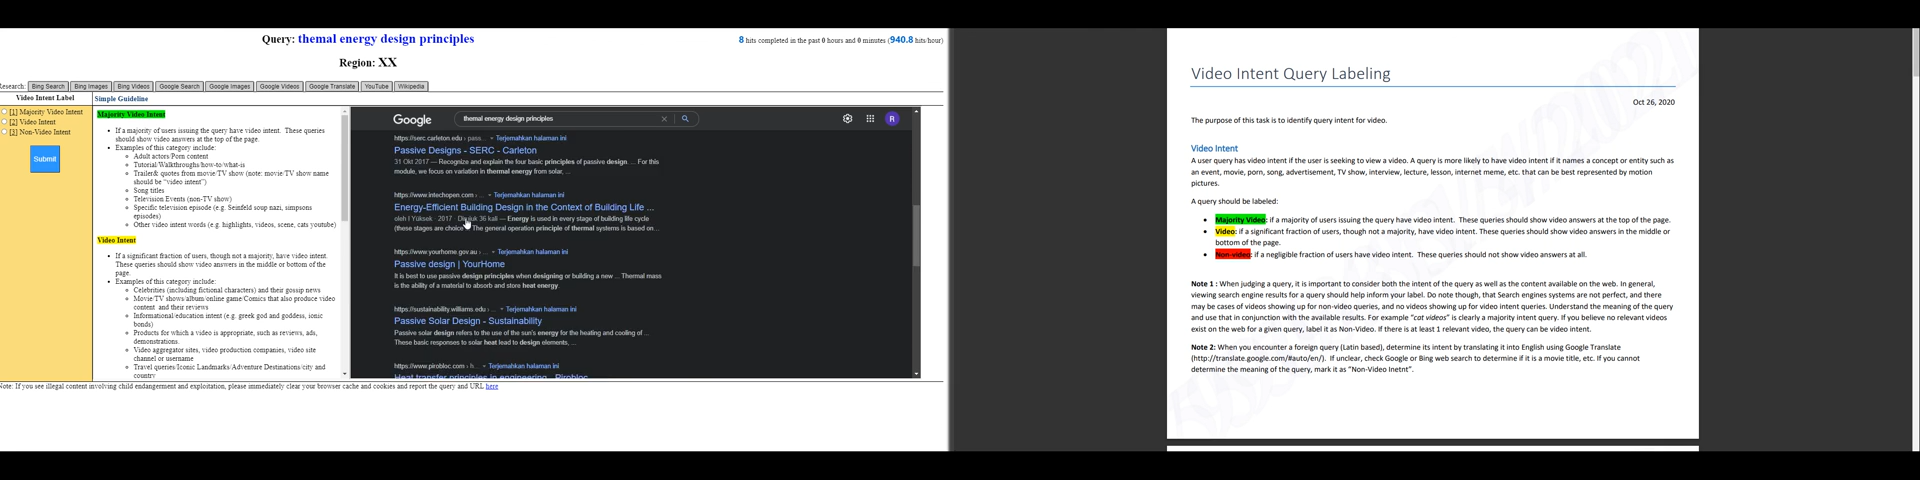 Query: themal energy design principles
8 hits completed in the past 0 hours and 0 minutes (940.8 hits/hour)
Region: XX
Research: Bing Search Bing Images Bing Videos Google Search Google Images Google Videos Google Translate YouTube Wikipedia
Video Intent Label
Simple Guideline
[1] Majority Video Intent
[2] Video Intent
[3] Non-Video Intent
Submit
Majority Video Intent
If a majority of users issuing the query have video intent. These queries
should show video answers at the top of the page.
Examples of this category include:
Adult actors/Porn content
Tutorial/Walkthroughs/how-to/what-is
Trailer& quotes from movie/TV show (note: movie/TV show name
should be "video intent")
Song titles
Television Events (non-TV show)
Specific television episode (e.g. Seinfeld soup nazi, simpsons
episodes)
Other video intent words (e.g. highlights, videos, scene, cats youtube)
Video Intent
If a significant fraction of users, though not a majority, have video intent.
These queries should show video answers in the middle or bottom of the
page.
Examples of this category include:
Celebrities (including fictional characters) and their gossip news
Movie/TV shows/album/online game/Comics that also produce video
content and their reviews
Informational/education intent (e.g. greek god and goddess, ionic
bonds)
Products for which a video is appropriate, such as reviews, ads,
demonstrations.
Video aggregator sites, video production companies, video site
channel or username
Travel queries/Iconic Landmarks/Adventure Destinations/city and
country
Google
themal energy design principles
R
https://serc.carleton.edu › pass... Terjemahkan halaman ini
Passive Designs - SERC - Carleton
31 Okt 2017 — Recognize and explain the four basic principles of passive design. ... For this
module, we focus on variation in thermal energy from solar, ...
https://www.intechopen.com › ... Terjemahkan halaman ini
Energy-Efficient Building Design in the Context of Building Life ...
oleh I Yüksek · 2017 · Dirujuk 36 kali — Energy is used in every stage of building life cycle
(these stages are choice The general operation principle of thermal systems is based on...
https://www.yourhome.gov.au › ... Terjemahkan halaman ini
Passive design | YourHome
It is best to use passive design principles when designing or building a new ... Thermal mass
is the ability of a material to absorb and store heat energy.
https://sustainability.williams.edu › ... Terjemahkan halaman ini
Passive Solar Design - Sustainability
Passive solar design refers to the use of the sun's energy for the heating and cooling of...
These basic responses to solar heat lead to design elements, ...
https://www.pirobloc.com › h... Terjemahkan halaman ini
Heat transfer principles in engineering - Pirobloc
Note: If you see illegal content involving child endangement and exploitation, please immediately clear your browser cache and cookies and report the query and URL here
Video Intent Query Labeling
Oct 26, 2020
The purpose of this task is to identify query intent for video.
Video Intent
A user query has video intent if the user is seeking to view a video. A query is more likely to have video intent if it names a concept or entity such as
an event, movie, porn, song, advertisement, TV show, interview, lecture, lesson, internet meme, etc. that can be best represented by motion
pictures.
A query should be labeled:
Majority Video: if a majority of users issuing the query have video intent. These queries should show video answers at the top of the page.
Video: if a significant fraction of users, though not a majority, have video intent. These queries should show video answers in the middle or
bottom of the page.
Non-video: if a negligible fraction of users have video intent. These queries should not show video answers at all.
Note 1 : When judging a query, it is important to consider both the intent of the query as well as the content available on the web. In general,
viewing search engine results for a query should help inform your label. Do note though, that Search engines systems are not perfect, and there
may be cases of videos showing up for non-video queries, and no videos showing up for video intent queries. Understand the meaning of the query
and use that in conjunction with the available results. For example "cat videos" is clearly a majority intent query. If you believe no relevant videos
exist on the web for a given query, label it as Non-Video. If there is at least 1 relevant video, the query can be video intent.
Note 2: When you encounter a foreign query (Latin based), determine its intent by translating it into English using Google Translate
(http://translate.google.com/#auto/en/). If unclear, check Google or Bing web search to determine if it is a movie title, etc. If you cannot
determine the meaning of the query, mark it as "Non-Video Inetnt".